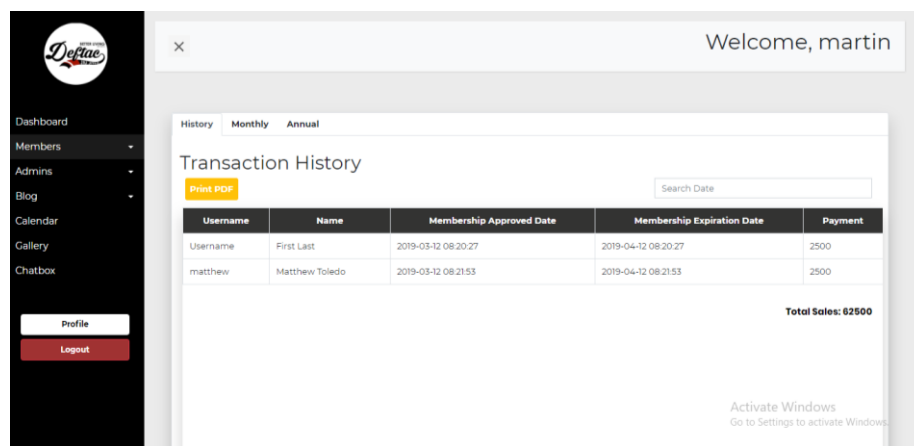 Deftac
Welcome, martin
Dashboard
Members
Admins
Blog
Calendar
Gallery
Chatbox
Profile
Logout
History Monthly Annual
Transaction History
Print PDF
Search Date
Username Name Membership Approved Date Membership Expiration Date Payment
Username First Last 2019-03-12 08:20:27 2019-04-12 08:20:27 2500
matthew Matthew Toledo 2019-03-12 08:21:53 2019-04-12 08:21:53 2500
Total Sales: 62500
Activate Windows
Go to Settings to activate Windows.